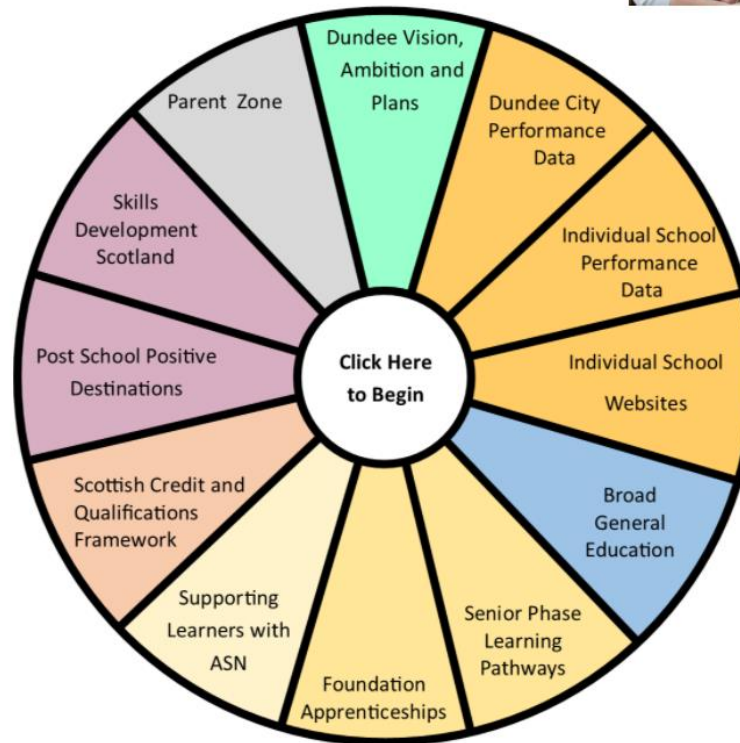 Dundee Vision,
Ambition and
Plans
Dundee City
Performance
Data
Individual School
Performance
Data
Individual School
Websites
Broad
General
Education
Senior Phase
Learning
Pathways
Foundation
Apprenticeships
Supporting
Learners with
ASN
Scottish Credit and
Qualifications
Framework
Post School Positive
Destinations
Skills
Development
Scotland
Parent Zone
Click Here
to Begin